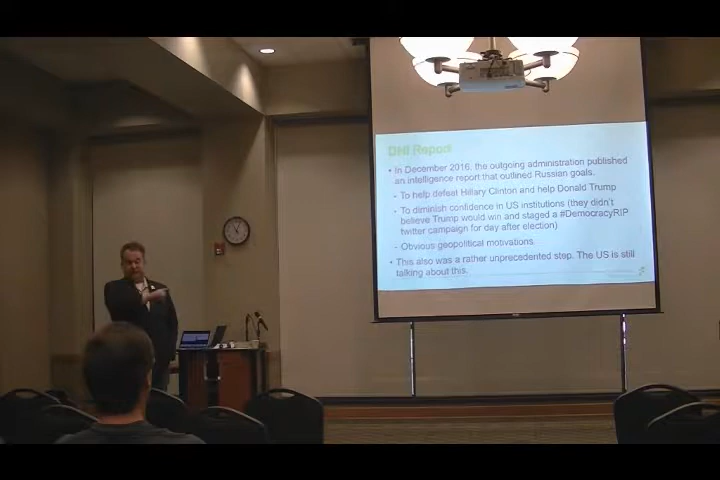 DNI Report
• In December 2016, the outgoing administration published
an intelligence report that outlined Russian goals.
- To help defeat Hillary Clinton and help Donald Trump
- To diminish confidence in US institutions (they didn't
believe Trump would win and staged a #DemocracyRIP
twitter campaign for day after election)
- Obvious geopolitical motivations
• This also was a rather unprecedented step. The US is still
talking about this.